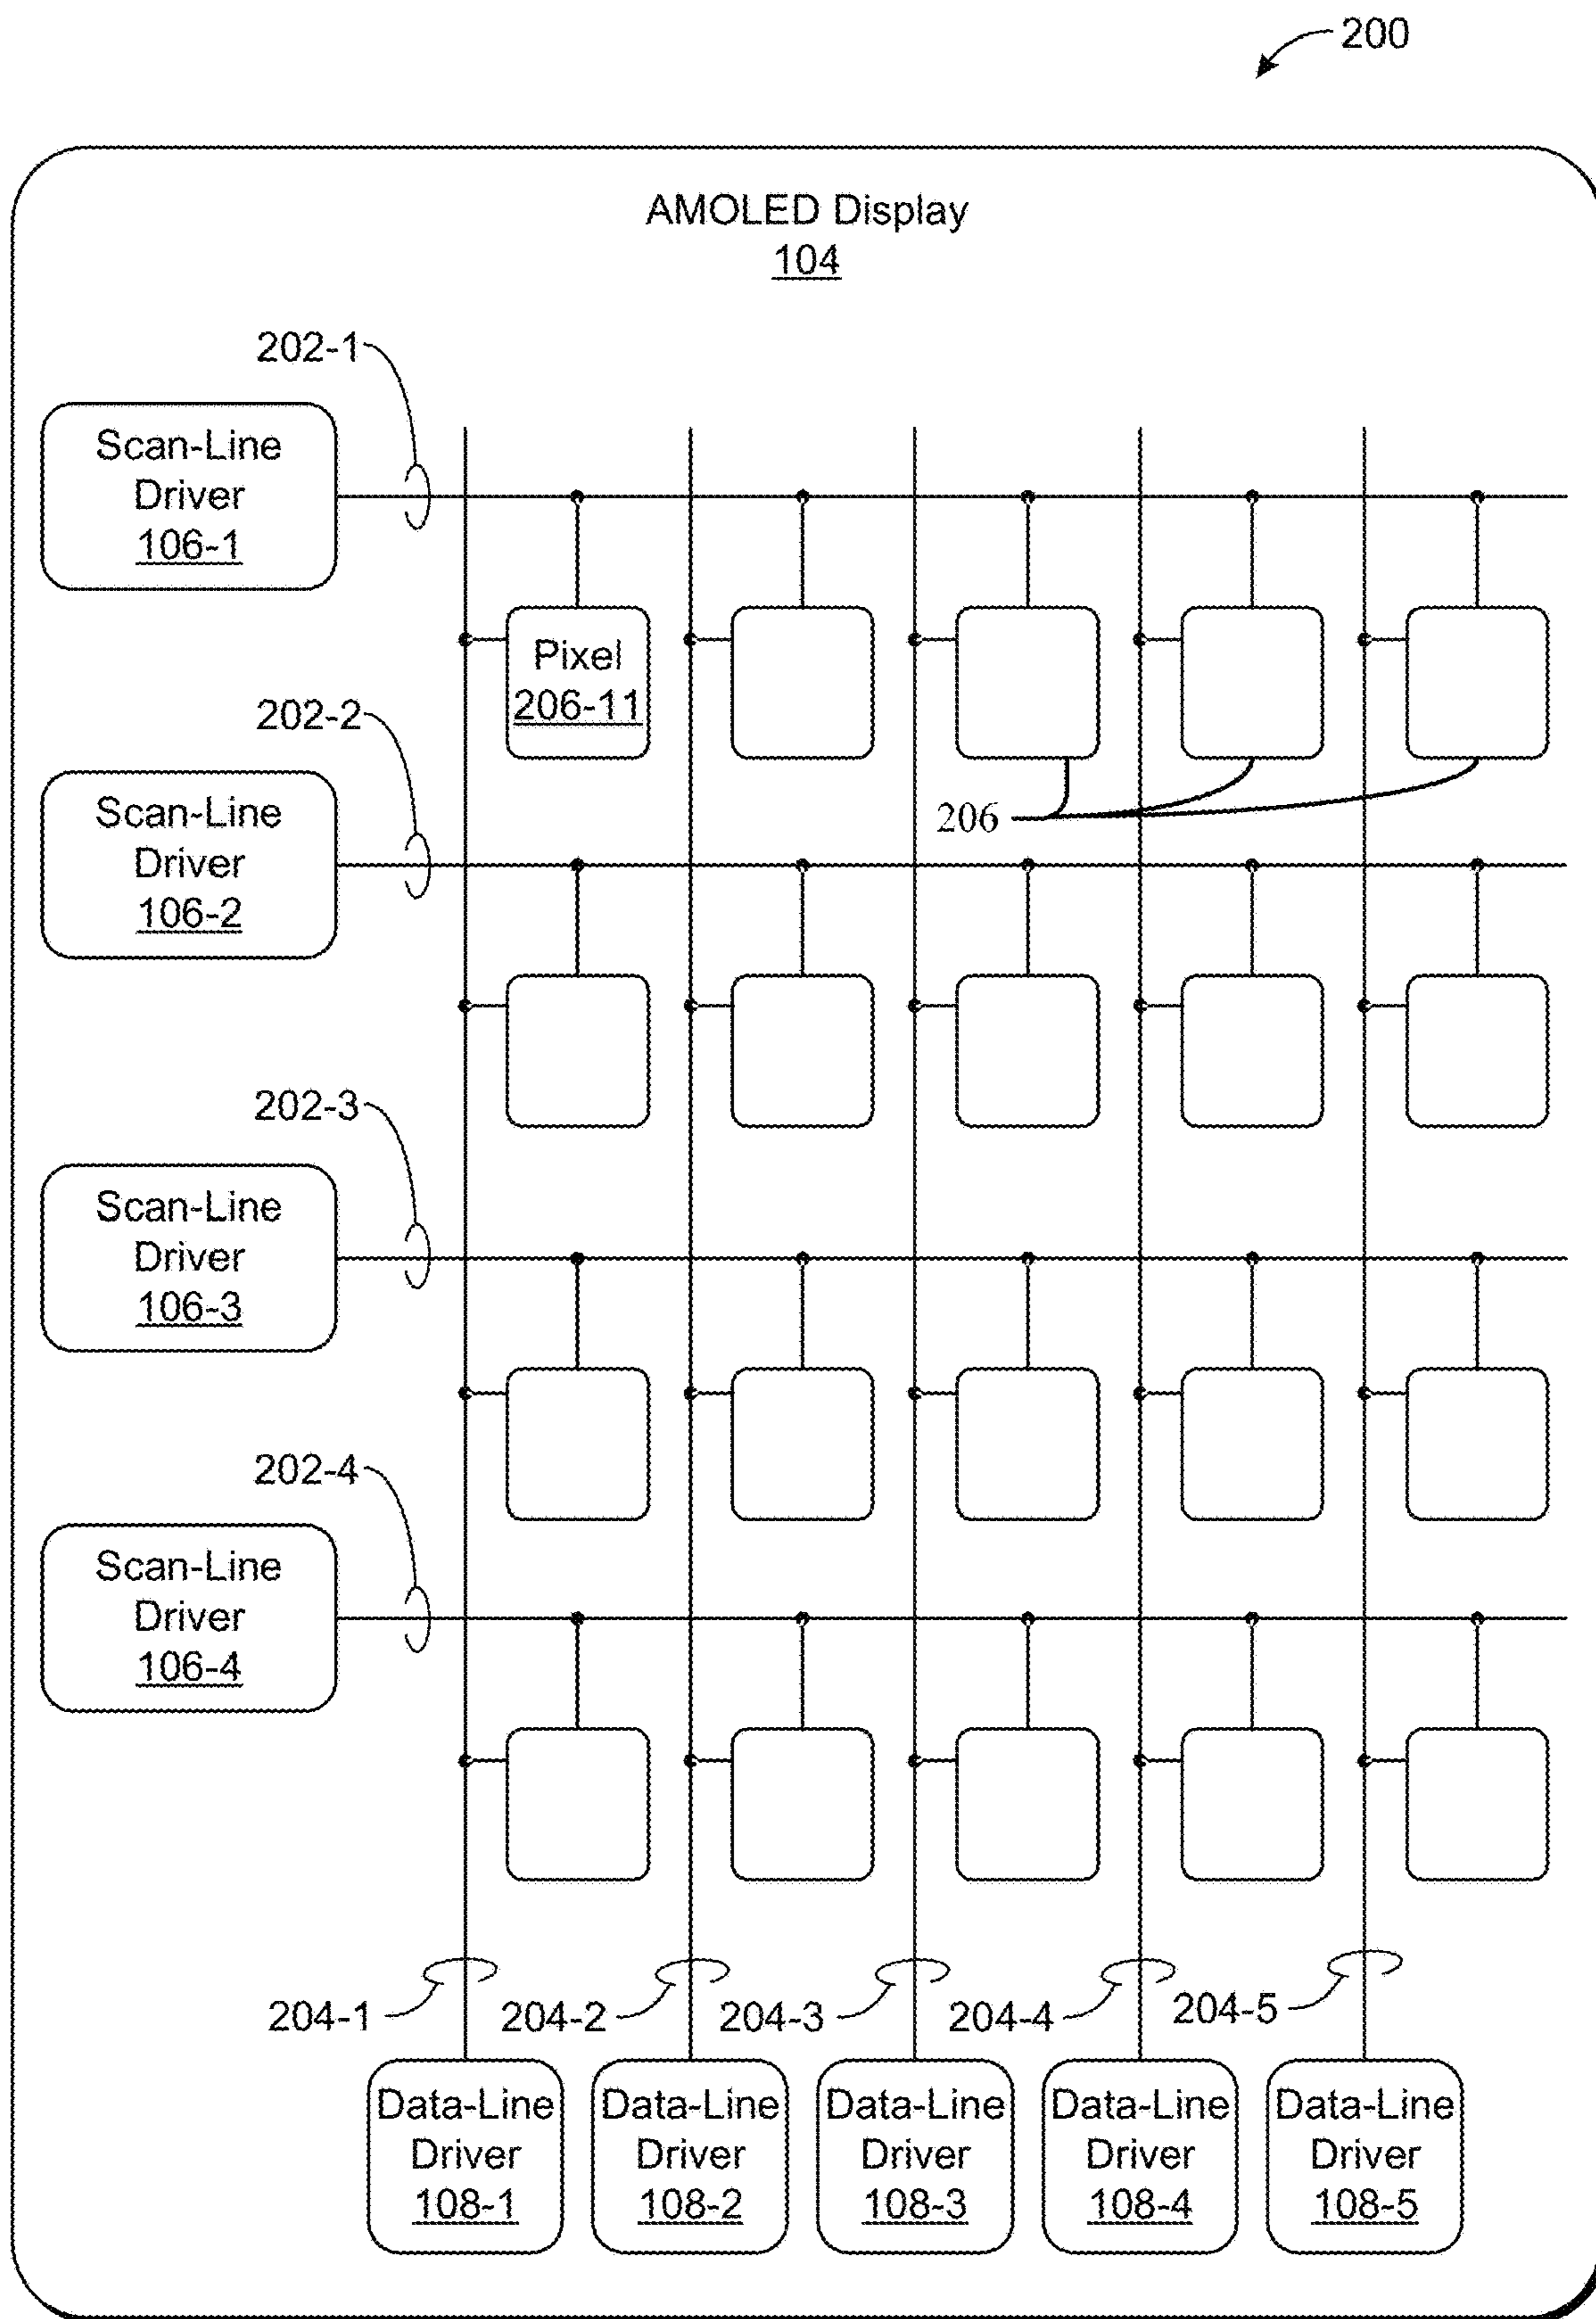 200
AMOLED Display
104
202-1
Scan-Line
Driver
106-1
Pixel
206-11
202-2
206
Scan-Line
Driver
106-2
202-3
Scan-Line
Driver
106-3
202-4
Scan-Line
Driver
106-4
204-1
204-2
204-3
204-4
204-5
Data-Line
Driver
108-1
Data-Line
Driver
108-2
Data-Line
Driver
108-3
Data-Line
Driver
108-4
Data-Line
Driver
108-5